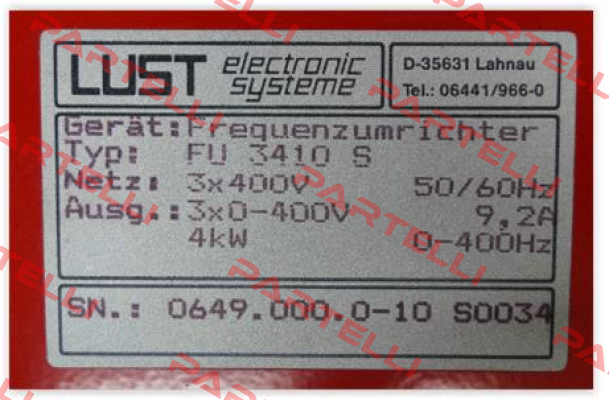 LUST electronic systeme
D-35631 Lahnau
Tel.: 06441/966-0
Gerät: Frequenzumrichter
Typ: FU 3410 S
Netz: 3x400V 50/60Hz
Ausg.: 3x0-400V 9,2A
4kW 0-400Hz
SN.: 0649.000.0-10 S0034
PARTELLI